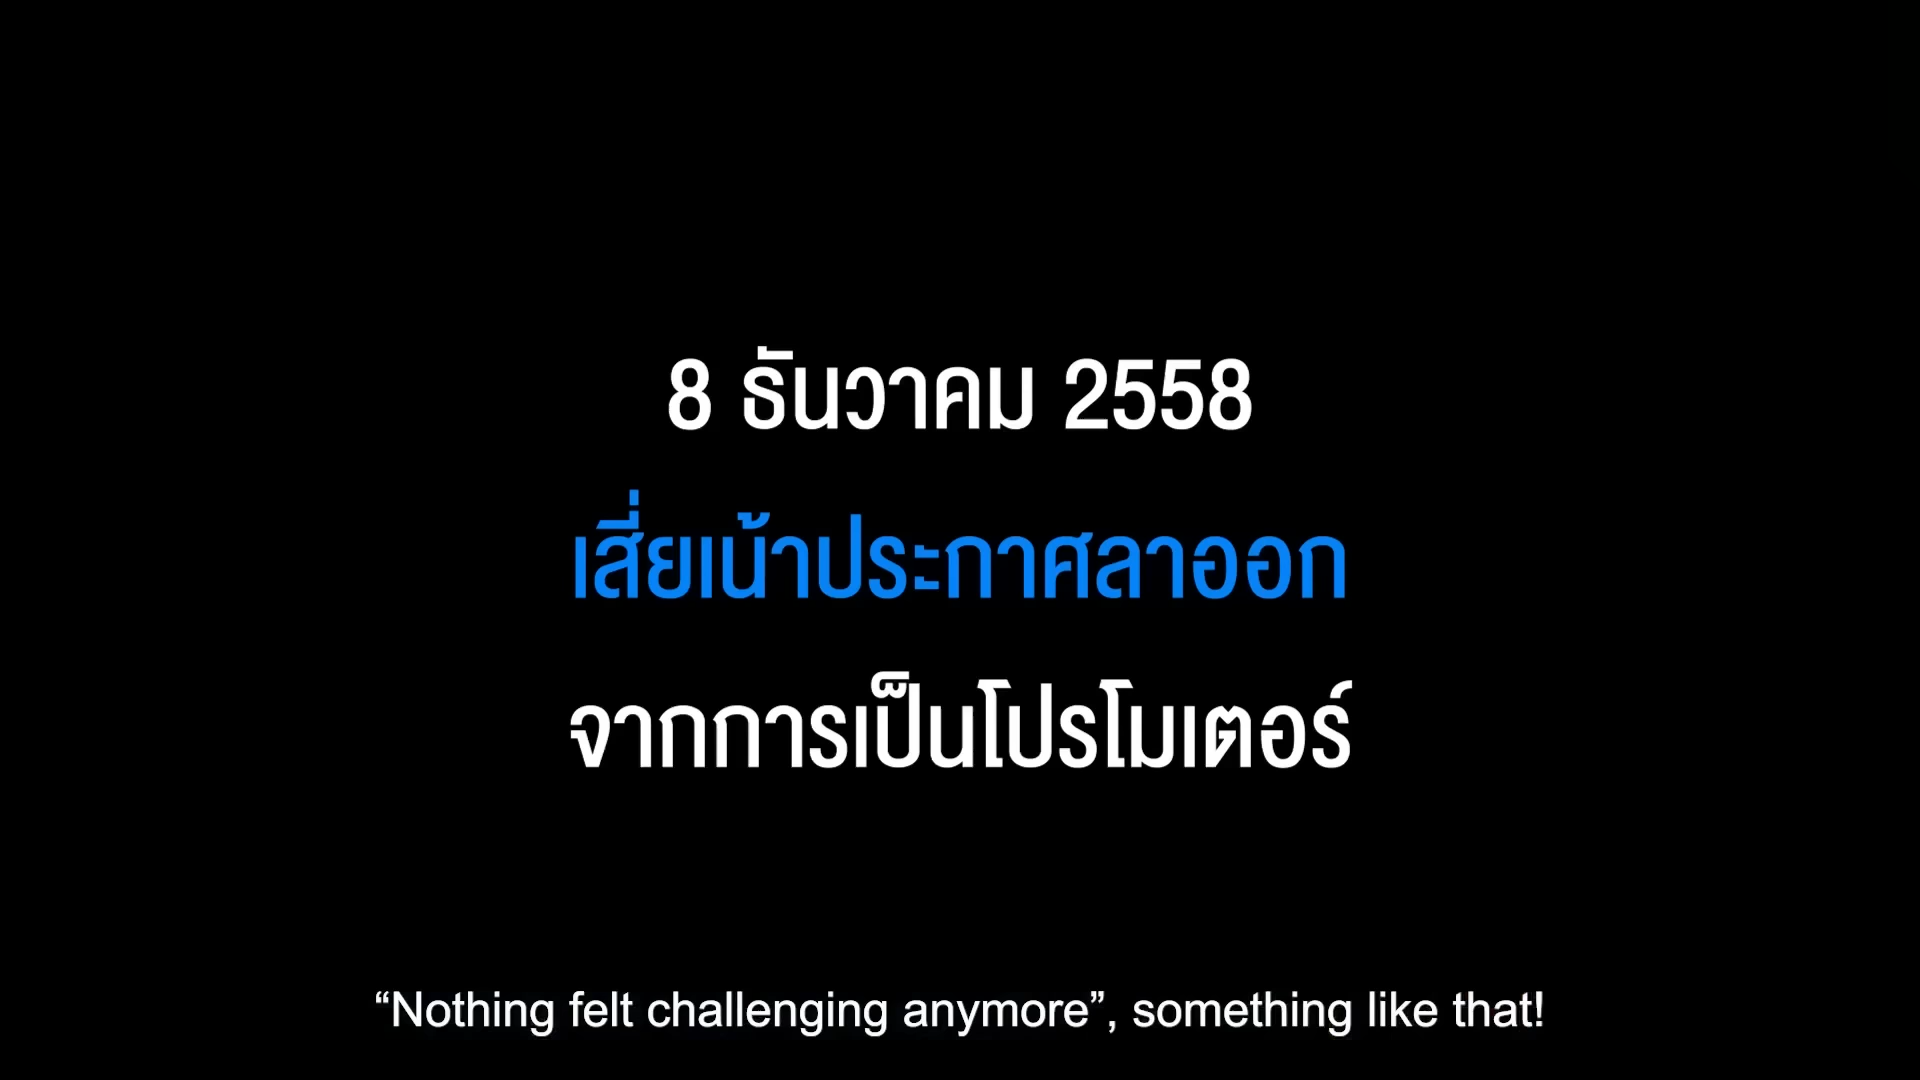 8 ธันวาคม 2558
เสี่ยเน้าประกาศลาออก
จากการเป็นโปรโมเตอร์
“Nothing felt challenging anymore”, something like that!